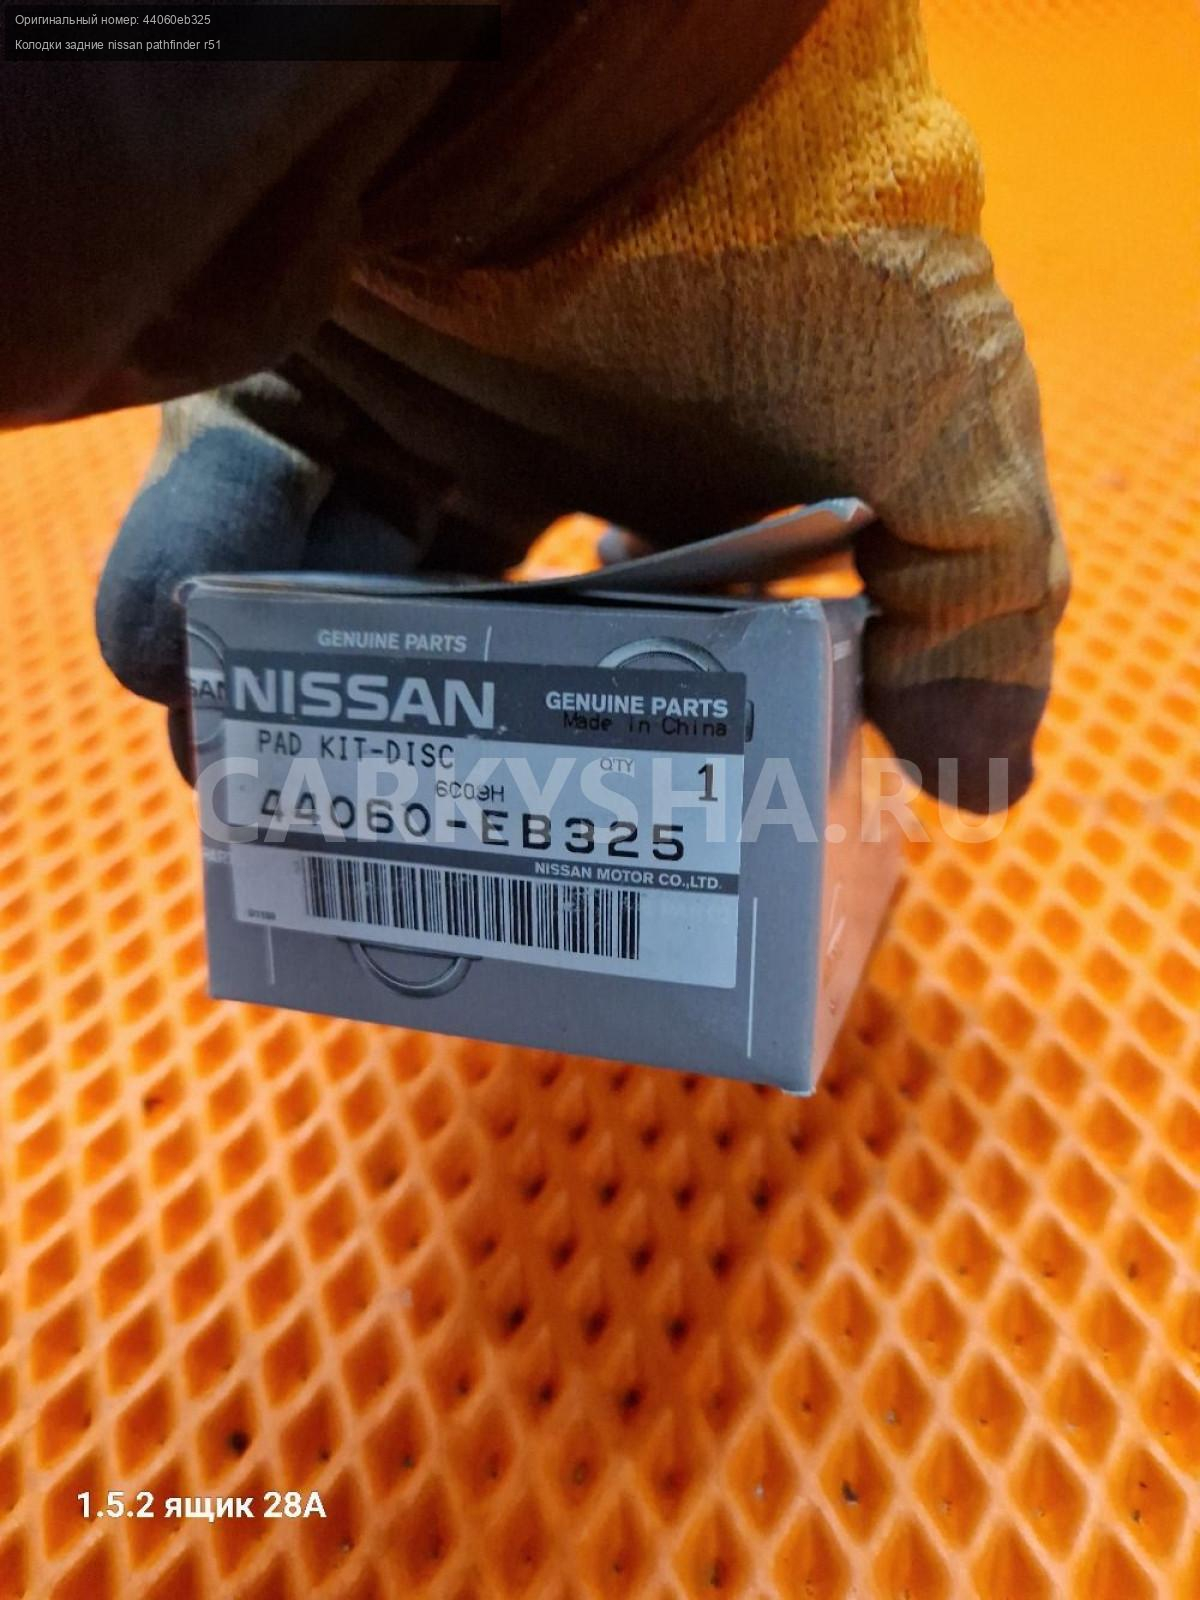 Оригинальный номер: 44060eb325
Колодки задние nissan pathfinder r51
GENUINE PARTS
NISSAN
GENUINE PARTS
Made in China
PAD KIT-DISC
Q'TY 1
6C09H
44060-EB325
NISSAN MOTOR CO.,LTD.
CARKYSHA.RU
1.5.2 ящик 28А